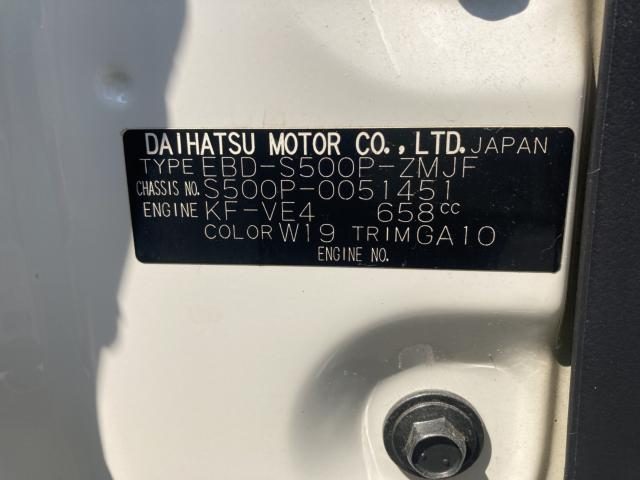 DAIHATSU MOTOR CO.,LTD. JAPAN
TYPE EBD-S500P-ZMJF
CHASSIS NO. S500P-0051451
ENGINE KF-VE4 658cc
COLOR W19 TRIM GA10
ENGINE NO.